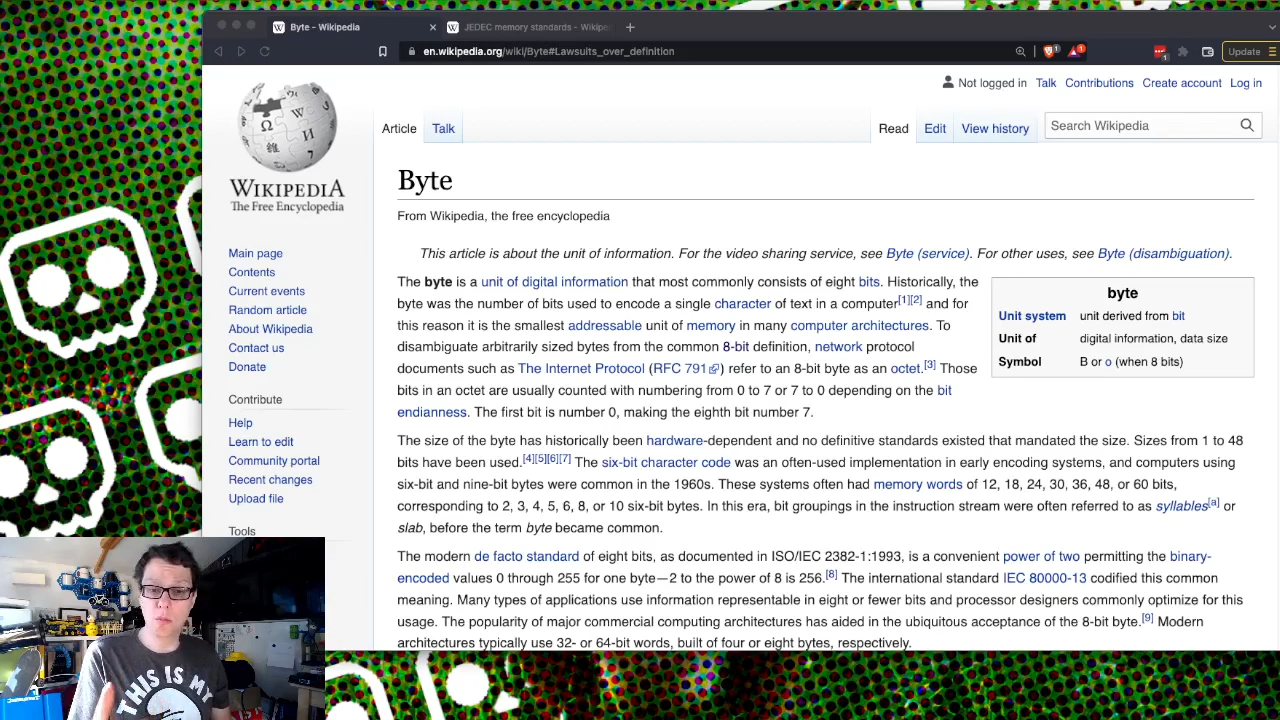 Byte - Wikipedia
JEDEC memory standards - Wikipe
en.wikipedia.org/wiki/Byte#Lawsuits_over_definition
1
1
1
Update
Not logged in Talk Contributions Create account Log in
Article Talk Read Edit View history Search Wikipedia
WIKIPEDIA
The Free Encyclopedia
Main page
Contents
Current events
Random article
About Wikipedia
Contact us
Donate
Contribute
Help
Learn to edit
Community portal
Recent changes
Upload file
Tools
Byte
From Wikipedia, the free encyclopedia
This article is about the unit of information. For the video sharing service, see Byte (service). For other uses, see Byte (disambiguation).
The byte is a unit of digital information that most commonly consists of eight bits. Historically, the
byte was the number of bits used to encode a single character of text in a computer[1][2] and for
this reason it is the smallest addressable unit of memory in many computer architectures. To
disambiguate arbitrarily sized bytes from the common 8-bit definition, network protocol
documents such as The Internet Protocol (RFC 791) refer to an 8-bit byte as an octet.[3] Those
bits in an octet are usually counted with numbering from 0 to 7 or 7 to 0 depending on the bit
endianness. The first bit is number 0, making the eighth bit number 7.
byte
Unit system unit derived from bit
Unit of digital information, data size
Symbol B or o (when 8 bits)
The size of the byte has historically been hardware-dependent and no definitive standards existed that mandated the size. Sizes from 1 to 48
bits have been used.[4][5][6][7] The six-bit character code was an often-used implementation in early encoding systems, and computers using
six-bit and nine-bit bytes were common in the 1960s. These systems often had memory words of 12, 18, 24, 30, 36, 48, or 60 bits,
corresponding to 2, 3, 4, 5, 6, 8, or 10 six-bit bytes. In this era, bit groupings in the instruction stream were often referred to as syllables[a] or
slab, before the term byte became common.
The modern de facto standard of eight bits, as documented in ISO/IEC 2382-1:1993, is a convenient power of two permitting the binary-
encoded values 0 through 255 for one byte—2 to the power of 8 is 256.[8] The international standard IEC 80000-13 codified this common
meaning. Many types of applications use information representable in eight or fewer bits and processor designers commonly optimize for this
usage. The popularity of major commercial computing architectures has aided in the ubiquitous acceptance of the 8-bit byte.[9] Modern
architectures typically use 32- or 64-bit words, built of four or eight bytes, respectively.
THIS IS MY